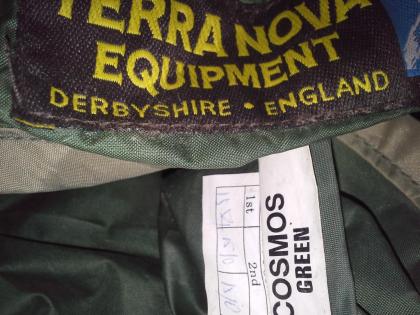 TERRA NOVA
EQUIPMENT
DERBYSHIRE • ENGLAND
COSMOS
GREEN
1st
2nd